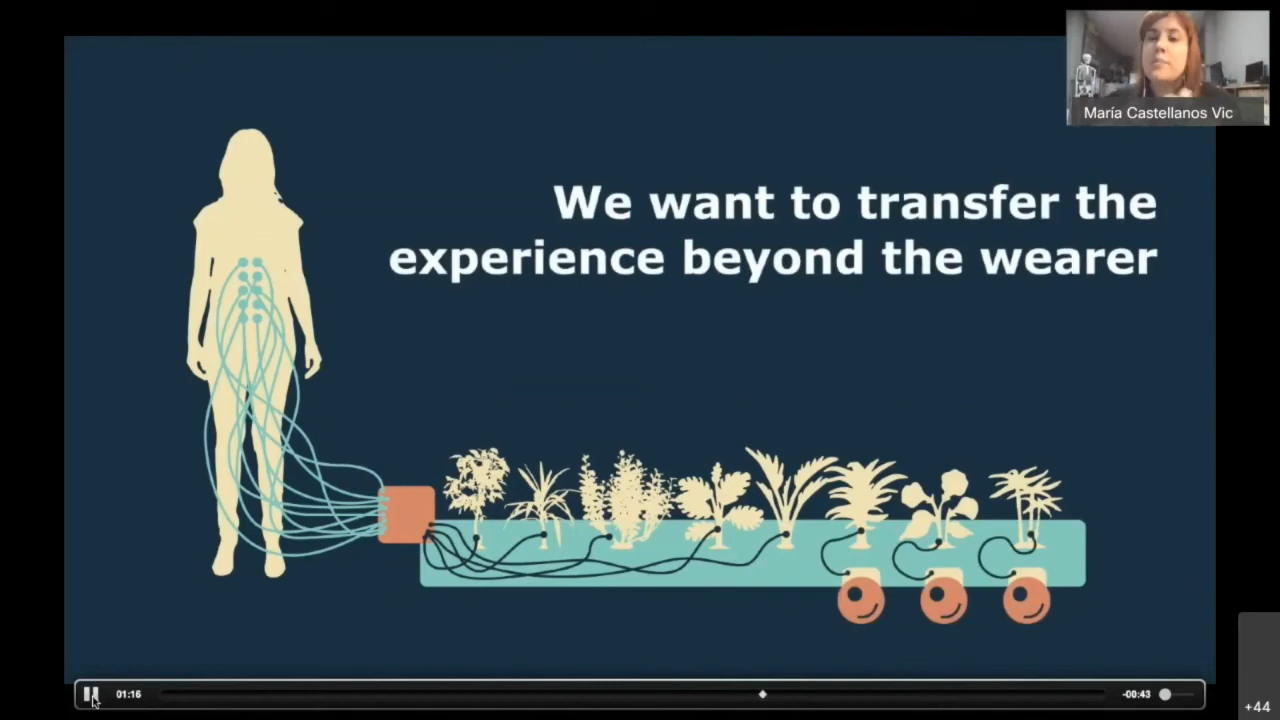 María Castellanos Vic
We want to transfer the
experience beyond the wearer
01:16
-00:43
+44